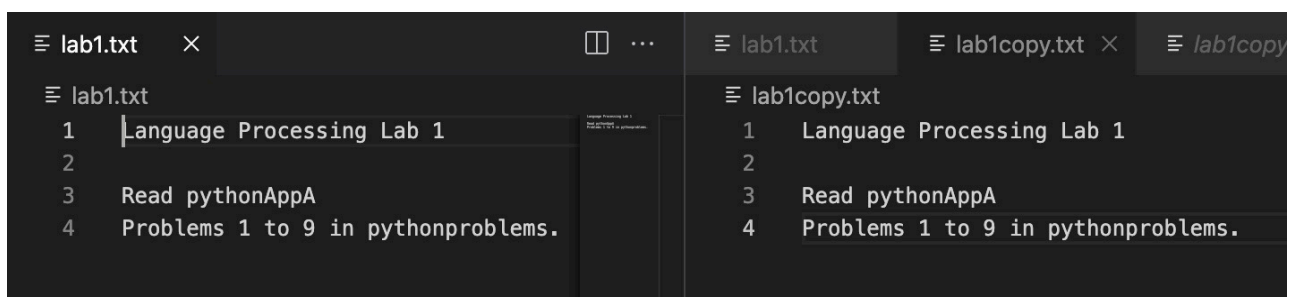 lab1.txt
lab1.txt
1 Language Processing Lab 1
2
3 Read pythonAppA
4 Problems 1 to 9 in pythonproblems.
lab1.txt lab1copy.txt lab1copy
lab1copy.txt
1 Language Processing Lab 1
2
3 Read pythonAppA
4 Problems 1 to 9 in pythonproblems.